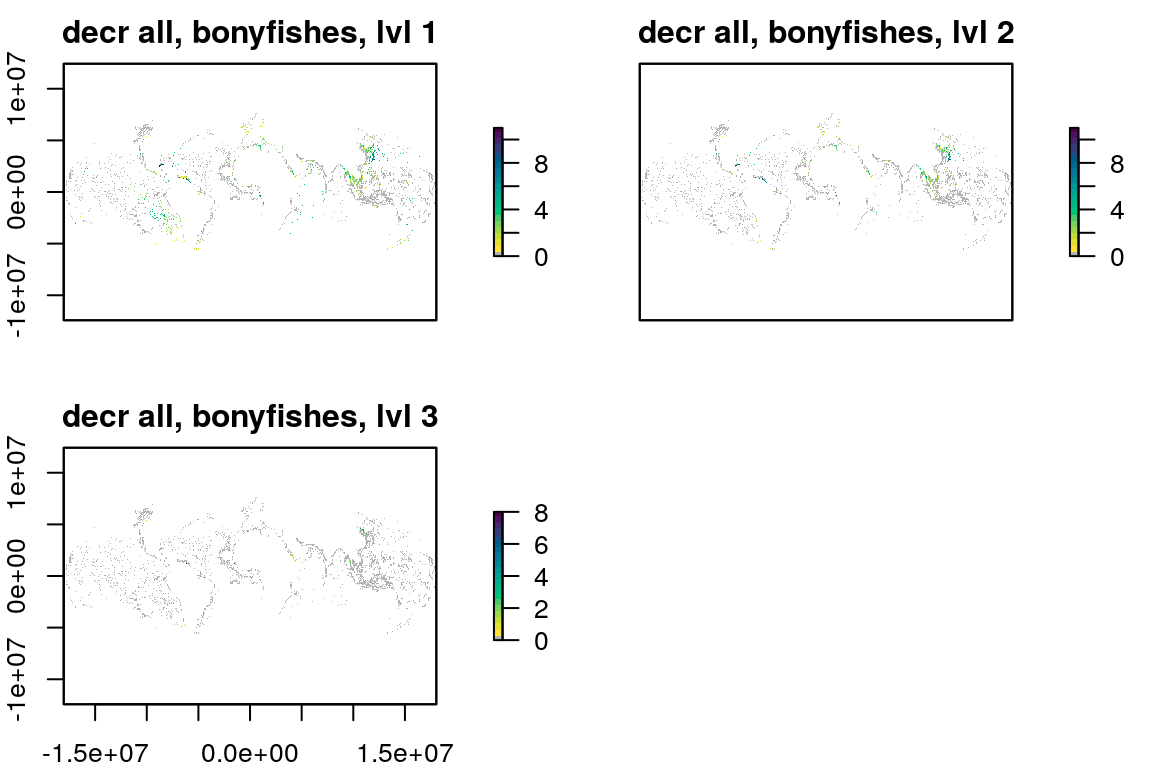 decr all, bonyfishes, lvl 1
decr all, bonyfishes, lvl 2
1e+07
0e+00
-1e+07
8
4
0
8
4
0
decr all, bonyfishes, lvl 3
1e+07
0e+00
-1e+07
8
6
4
2
0
-1.5e+07 0.0e+00 1.5e+07